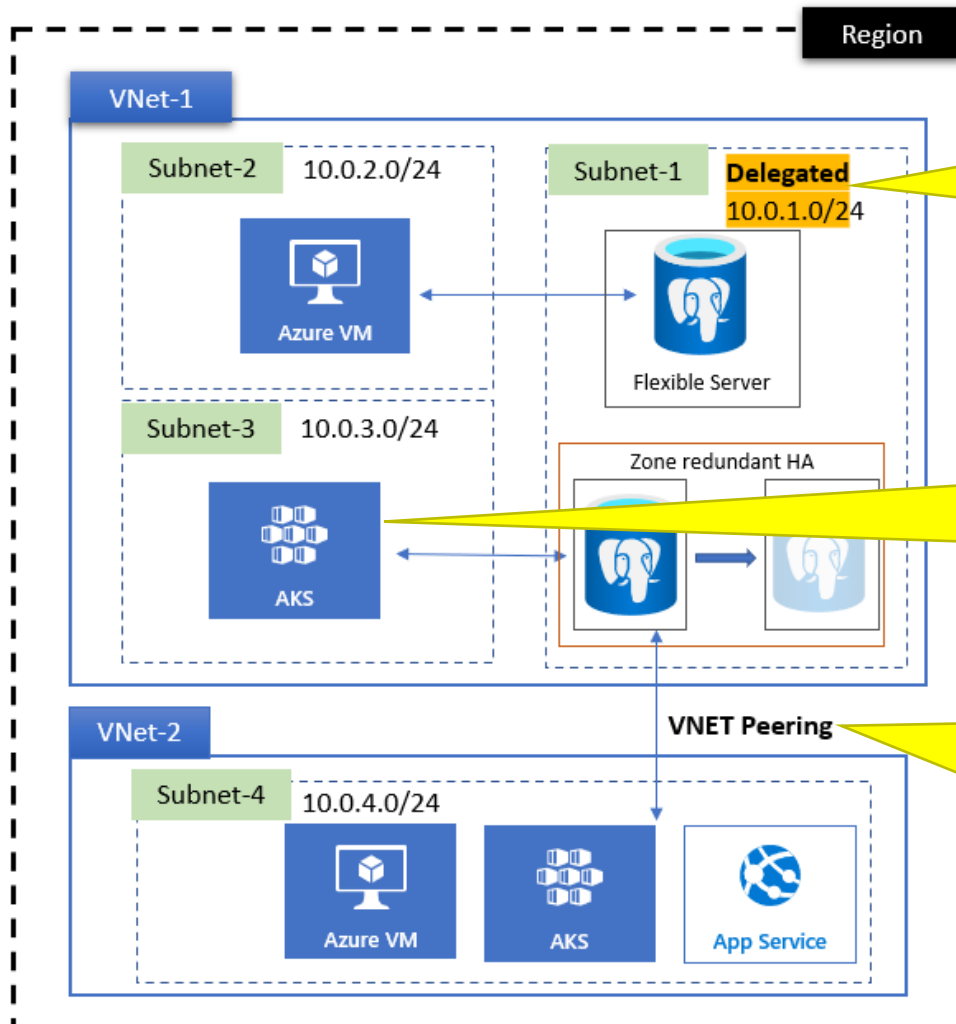 Region
VNet-1
Subnet-2
10.0.2.0/24
Subnet-1
Delegated
10.0.1.0/24
Azure VM
Flexible Server
Subnet-3
10.0.3.0/24
Zone redundant HA
AKS
VNET Peering
VNet-2
Subnet-4
10.0.4.0/24
Azure VM
AKS
App Service